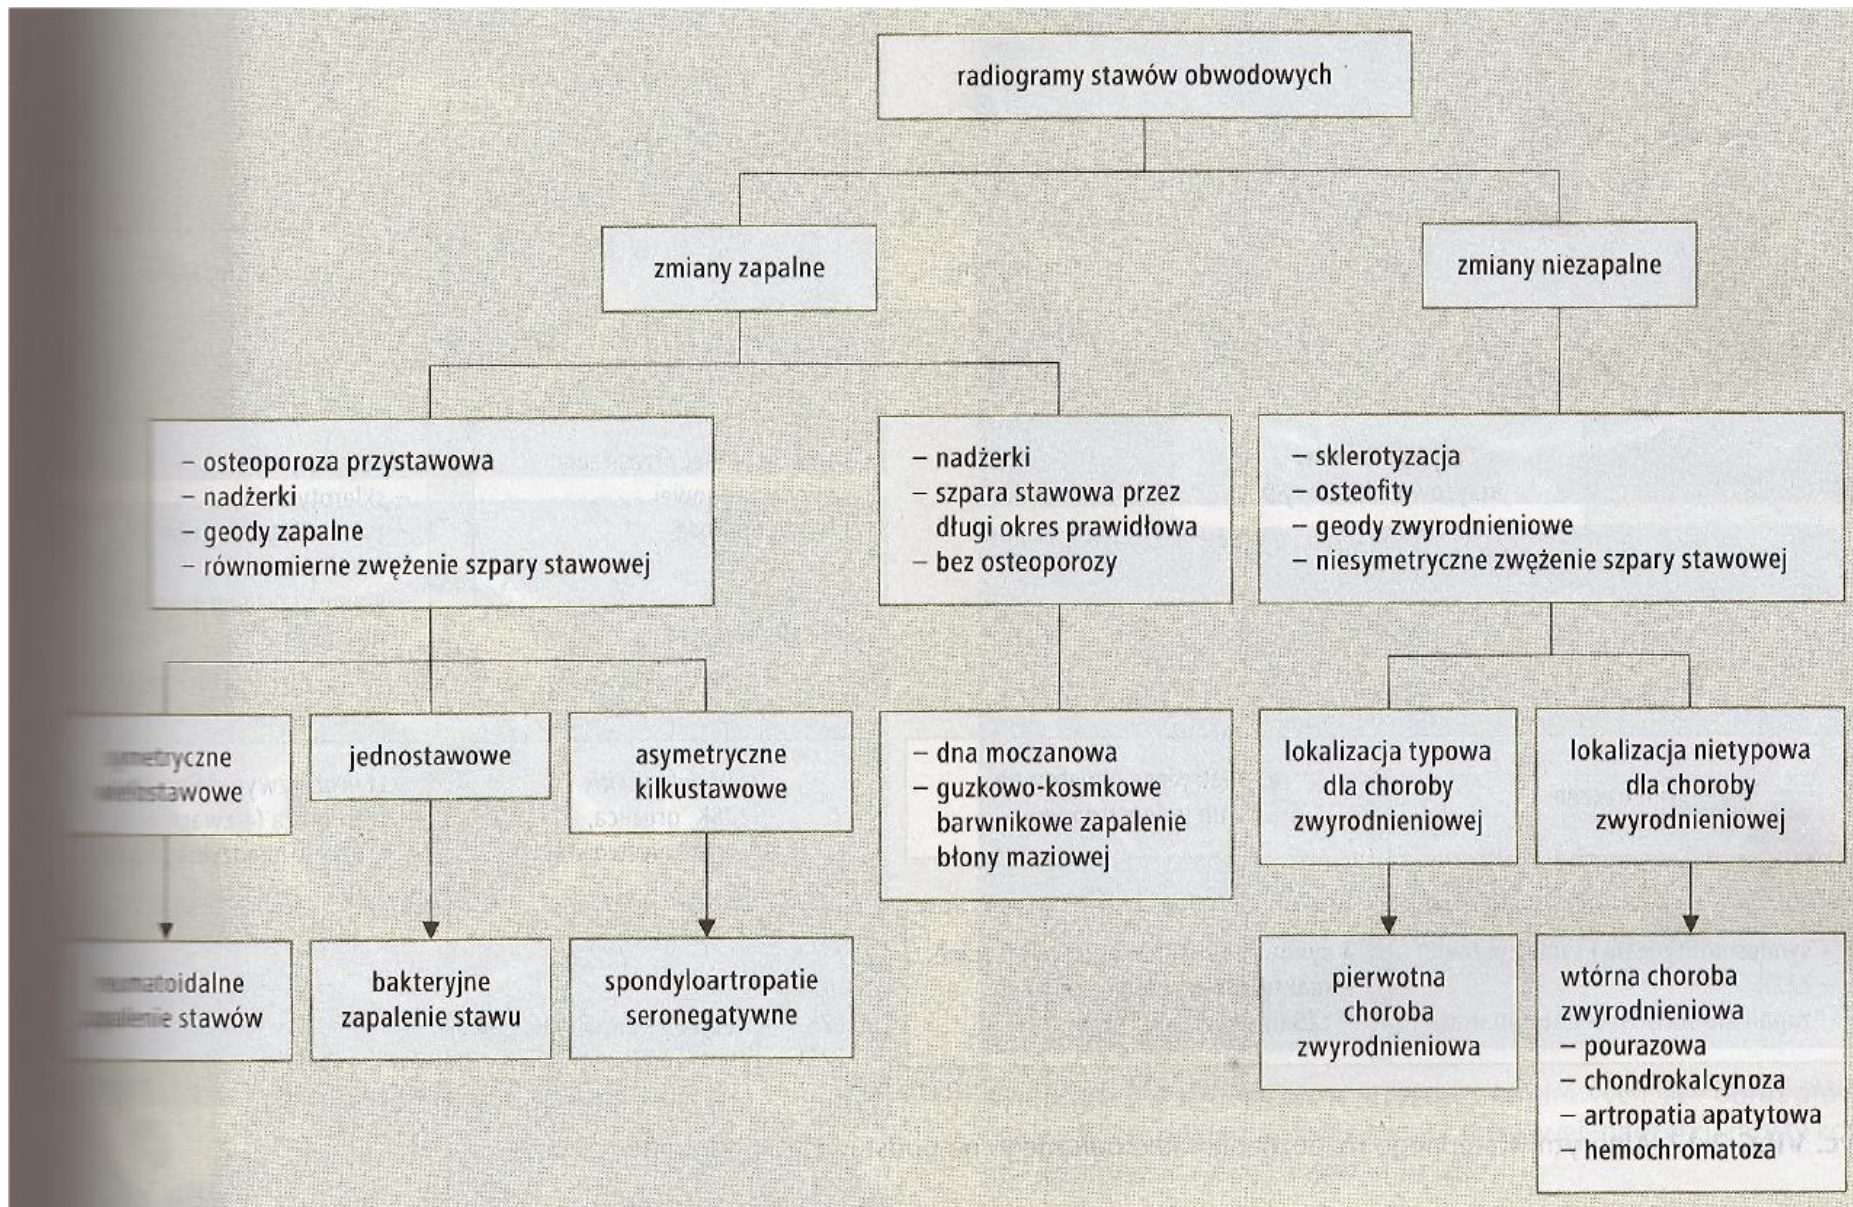 radiogramy stawów obwodowych
zmiany zapalne
zmiany niezapalne
– osteoporoza przystawowa
– nadżerki
– geody zapalne
– równomierne zwężenie szpary stawowej
– nadżerki
– szpara stawowa przez
długi okres prawidłowa
– bez osteoporozy
– sklerotyzacja
– osteofity
– geody zwyrodnieniowe
– niesymetryczne zwężenie szpary stawowej
jednostawowe
asymetryczne
kilkustawowe
– dna moczanowa
– guzkowo-kosmkowe
barwnikowe zapalenie
błony maziowej
lokalizacja typowa
dla choroby
zwyrodnieniowej
lokalizacja nietypowa
dla choroby
zwyrodnieniowej
stawów
bakteryjne
zapalenie stawu
spondyloartropatie
seronegatywne
pierwotna
choroba
zwyrodnieniowa
wtórna choroba
zwyrodnieniowa
– pourazowa
– chondrokalcynoza
– artropatia apatytowa
– hemochromatoza